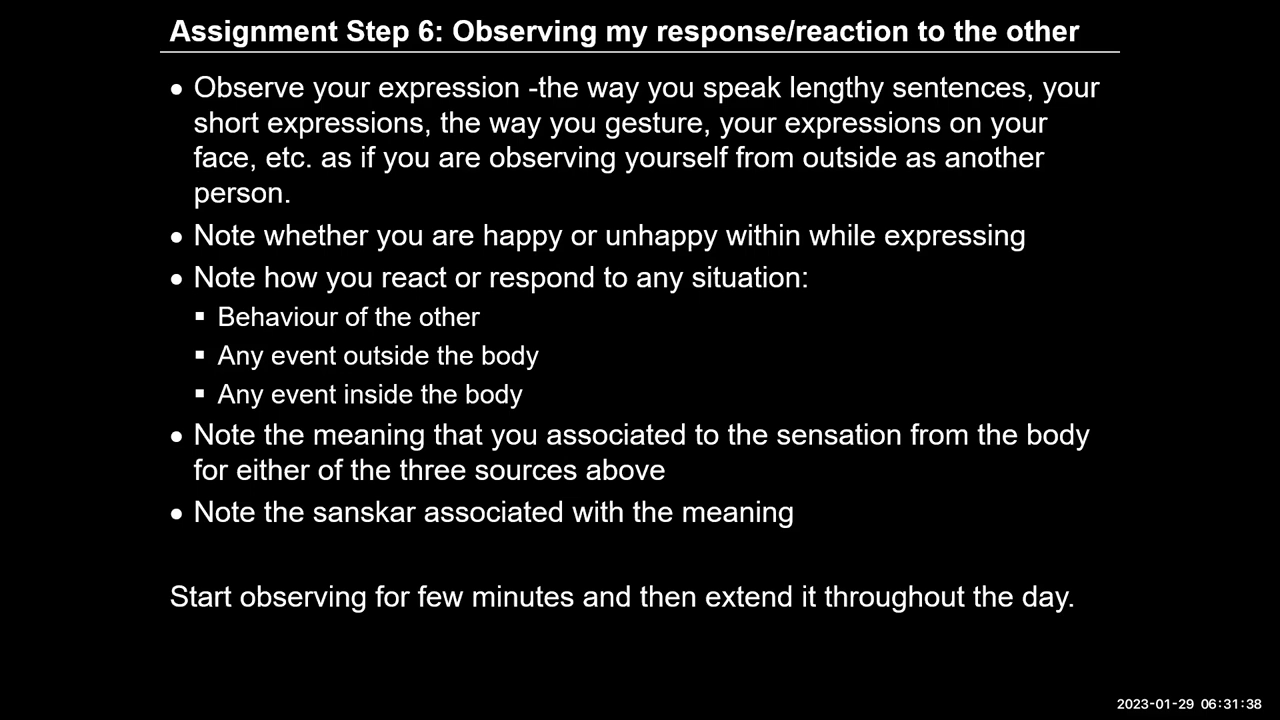 Assignment Step 6: Observing my response/reaction to the other
● Observe your expression -the way you speak lengthy sentences, your
short expressions, the way you gesture, your expressions on your
face, etc. as if you are observing yourself from outside as another
person.
● Note whether you are happy or unhappy within while expressing
● Note how you react or respond to any situation:
▪ Behaviour of the other
▪ Any event outside the body
▪ Any event inside the body
● Note the meaning that you associated to the sensation from the body
for either of the three sources above
● Note the sanskar associated with the meaning
Start observing for few minutes and then extend it throughout the day.
2023-01-29 06:31:38